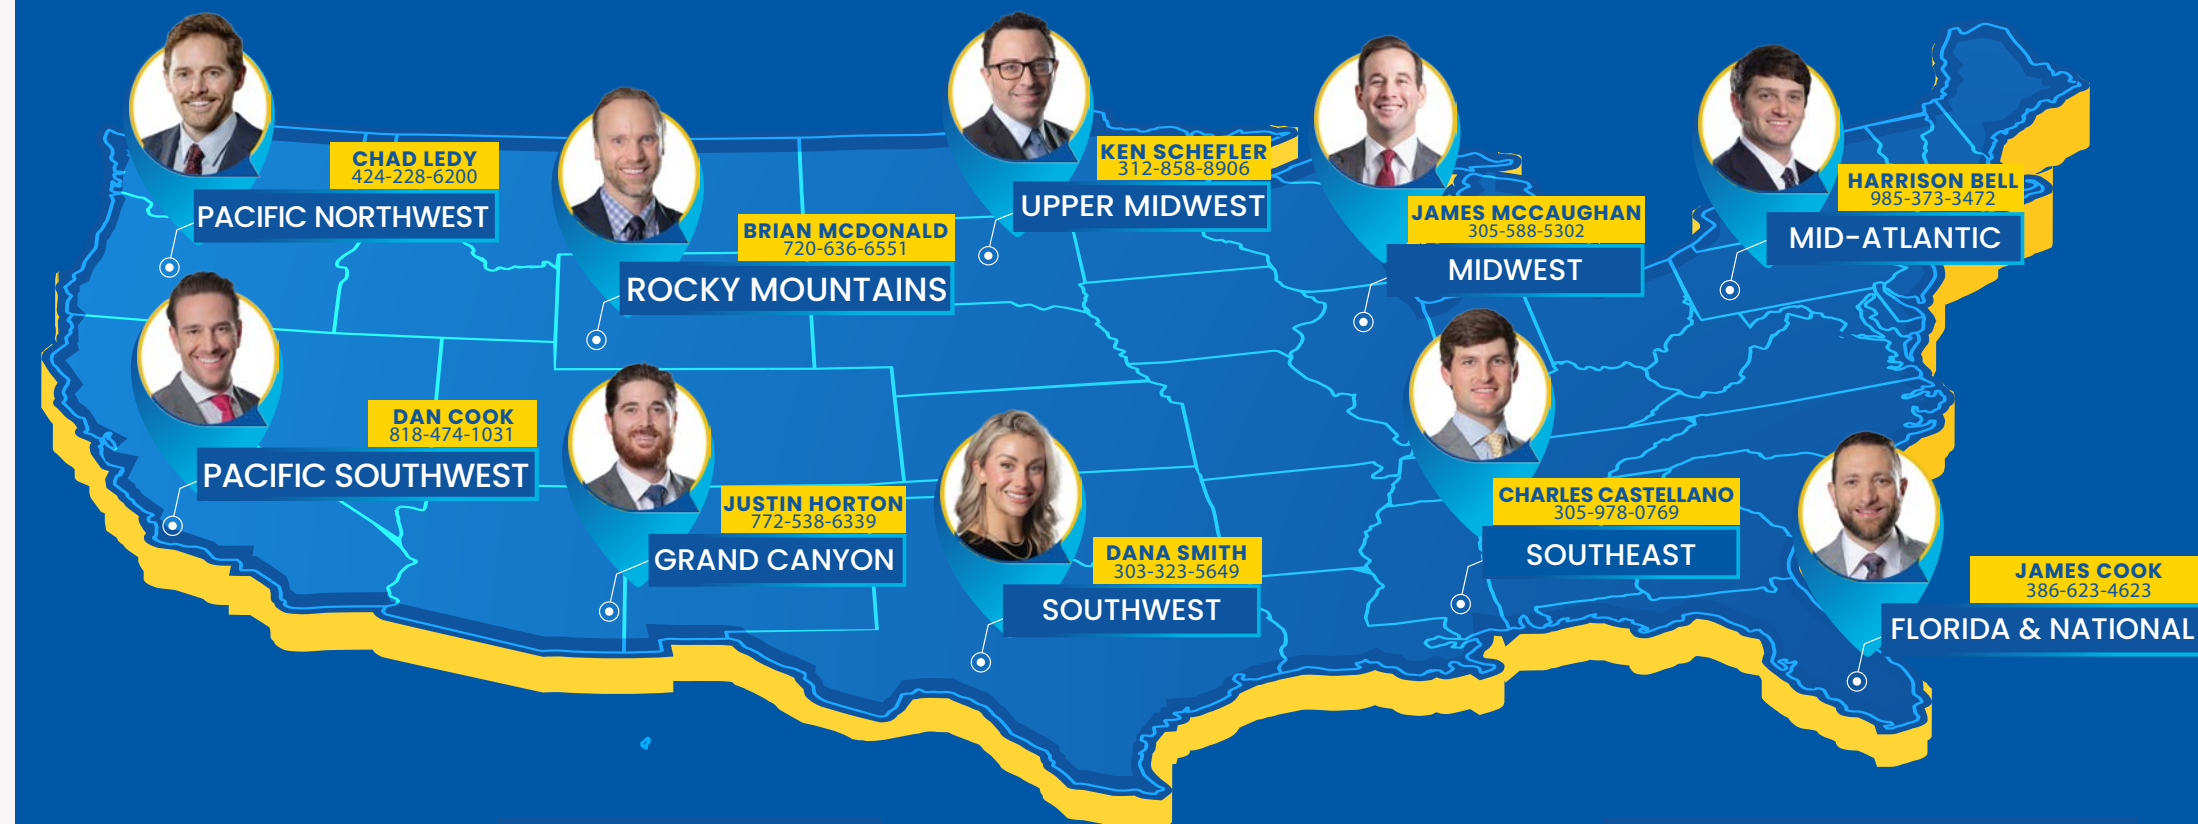 CHAD LEDY
424-228-6200
PACIFIC NORTHWEST
BRIAN MCDONALD
720-636-6551
ROCKY MOUNTAINS
KEN SCHEFLER
312-858-8906
UPPER MIDWEST
JAMES MCCAUGHAN
305-588-5302
MIDWEST
HARRISON BELL
985-373-3472
MID-ATLANTIC
DAN COOK
818-474-1031
PACIFIC SOUTHWEST
JUSTIN HORTON
772-538-6339
GRAND CANYON
DANA SMITH
303-323-5649
SOUTHWEST
CHARLES CASTELLANO
305-978-0769
SOUTHEAST
JAMES COOK
386-623-4623
FLORIDA & NATIONAL